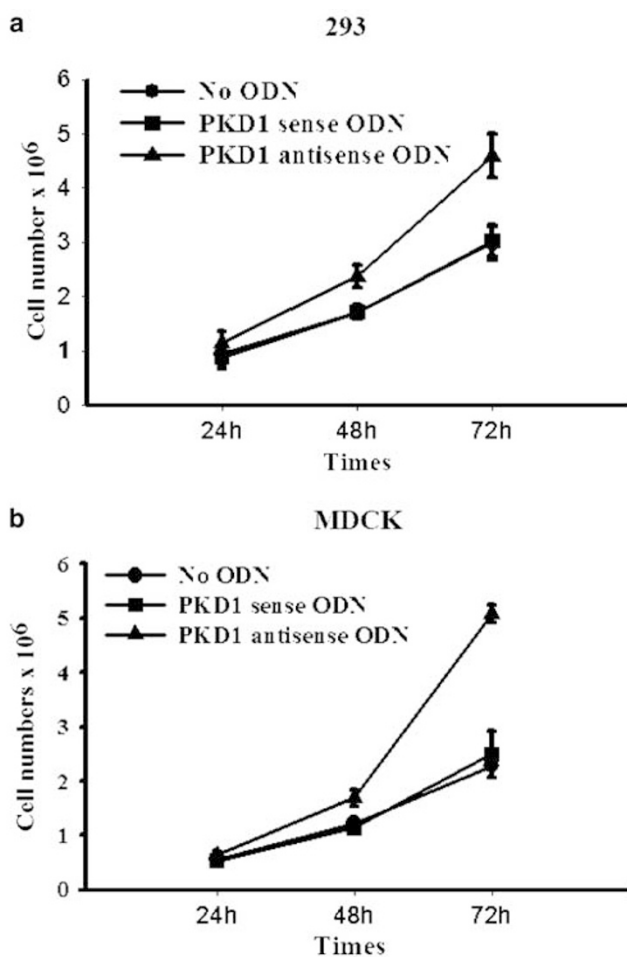 a
293
Cell number x 10⁶
6
5
4
3
2
1
0
No ODN
PKD1 sense ODN
PKD1 antisense ODN
24h 48h 72h
Times
b
MDCK
Cell numbers x 10⁶
6
5
4
3
2
1
0
No ODN
PKD1 sense ODN
PKD1 antisense ODN
24h 48h 72h
Times